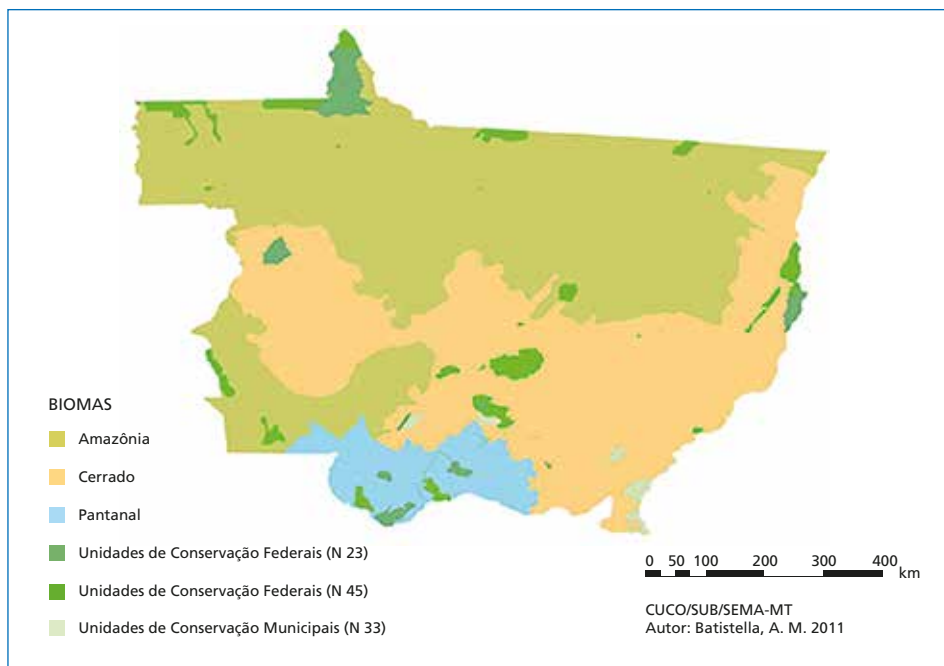 BIOMAS
Amazônia
Cerrado
Pantanal
Unidades de Conservação Federais (N 23)
Unidades de Conservação Federais (N 45)
Unidades de Conservação Municipais (N 33)
0 50 100 200 300 400
km
CUCO/SUB/SEMA-MT
Autor: Batistella, A. M. 2011